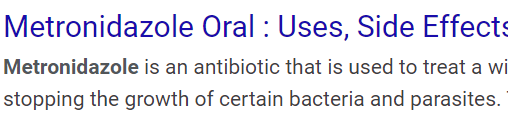 Metronidazole Oral : Uses, Side Effects
Metronidazole is an antibiotic that is used to treat a
stopping the growth of certain bacteria and parasites.